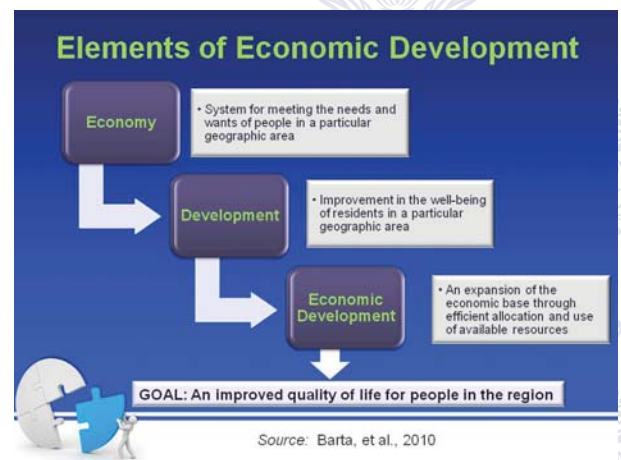 Elements of Economic Development
Economy
• System for meeting the needs and
wants of people in a particular
geographic area
Development
• Improvement in the well-being
of residents in a particular
geographic area
Economic
Development
• An expansion of the
economic base through
efficient allocation and use
of available resources
GOAL: An improved quality of life for people in the region
Source: Barta, et al., 2010